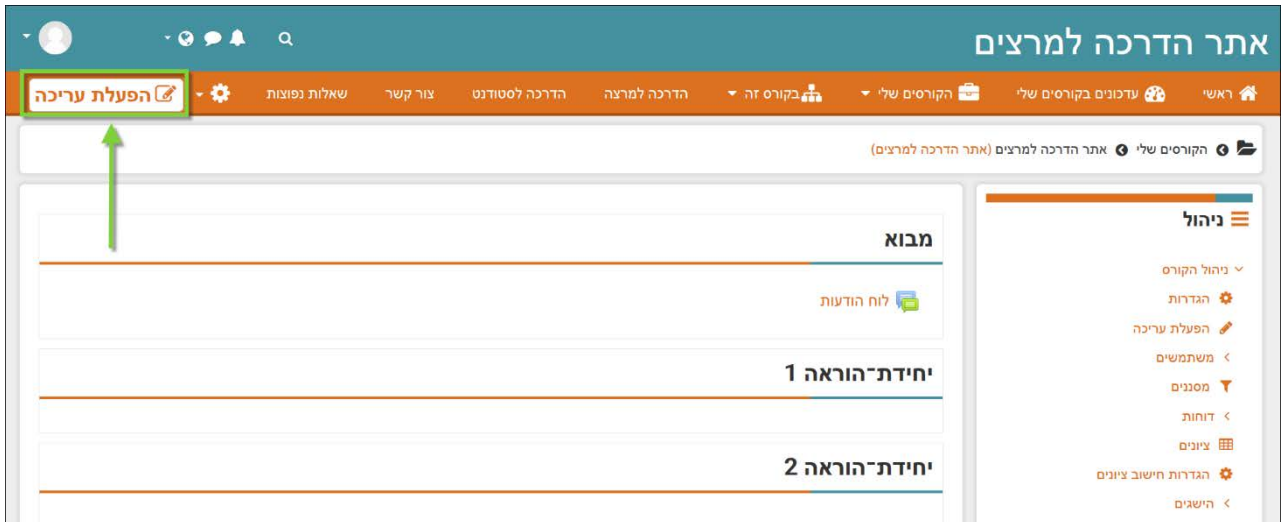 אתר הדרכה למרצים
ראשי עדכונים בקורסים שלי הקורסים שלי בקורס זה הדרכה למרצה הדרכה לסטודנט צור קשר שאלות נפוצות הפעלת עריכה
הקורסים שלי אתר הדרכה למרצים (אתר הדרכה למרצים)
ניהול
ניהול הקורס
הגדרות
הפעלת עריכה
משתמשים
מסננים
דוחות
ציונים
הגדרות חישוב ציונים
הישגים
מבוא
לוח הודעות
יחידת־הוראה 1
יחידת־הוראה 2